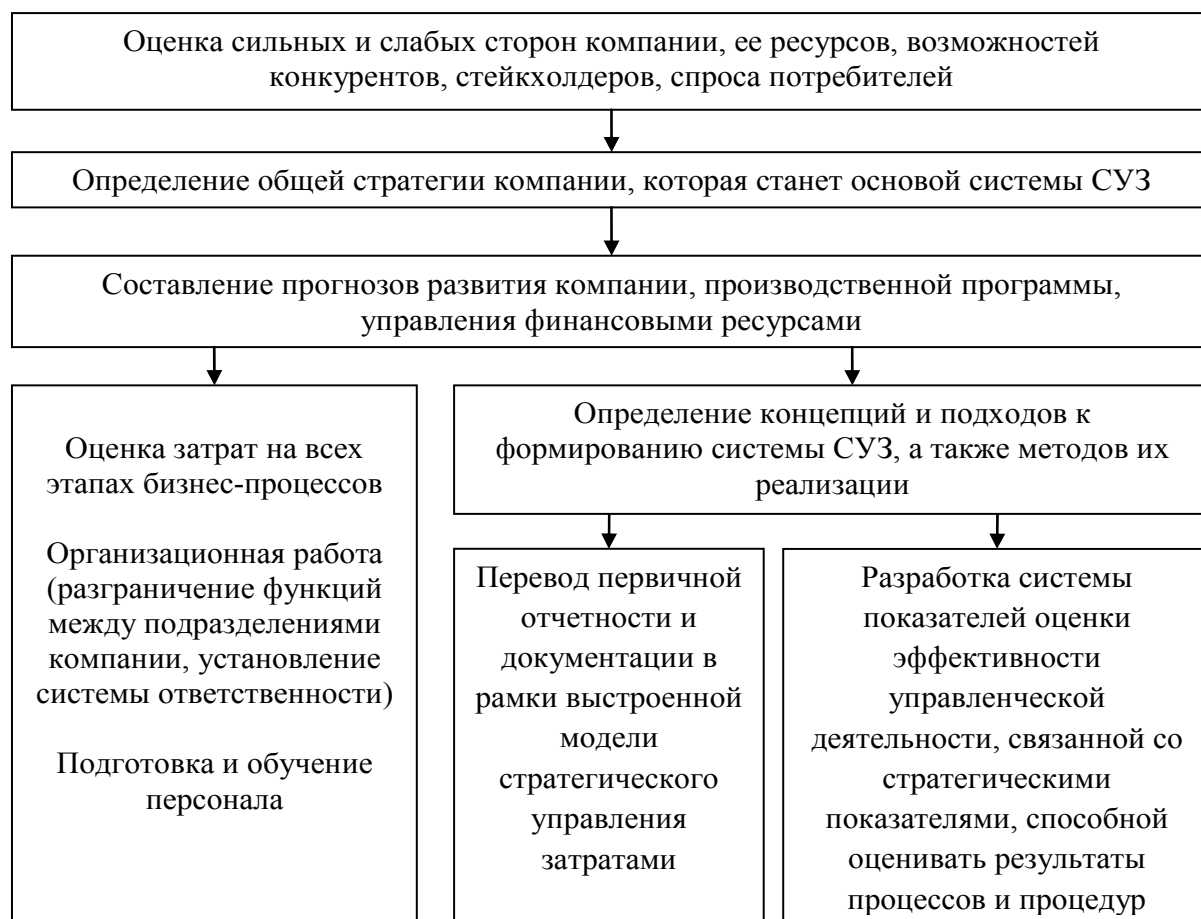 Оценка сильных и слабых сторон компании, ее ресурсов, возможностей
конкурентов, стейкхолдеров, спроса потребителей
Определение общей стратегии компании, которая станет основой системы СУЗ
Составление прогнозов развития компании, производственной программы,
управления финансовыми ресурсами
Оценка затрат на всех
этапах бизнес-процессов
Организационная работа
(разграничение функций
между подразделениями
компании, установление
системы ответственности)
Подготовка и обучение
персонала
Определение концепций и подходов к
формированию системы СУЗ, а также методов их
реализации
Перевод первичной
отчетности и
документации в
рамки выстроенной
модели
стратегического
управления
затратами
Разработка системы
показателей оценки
эффективности
управленческой
деятельности, связанной со
стратегическими
показателями, способной
оценивать результаты
процессов и процедур